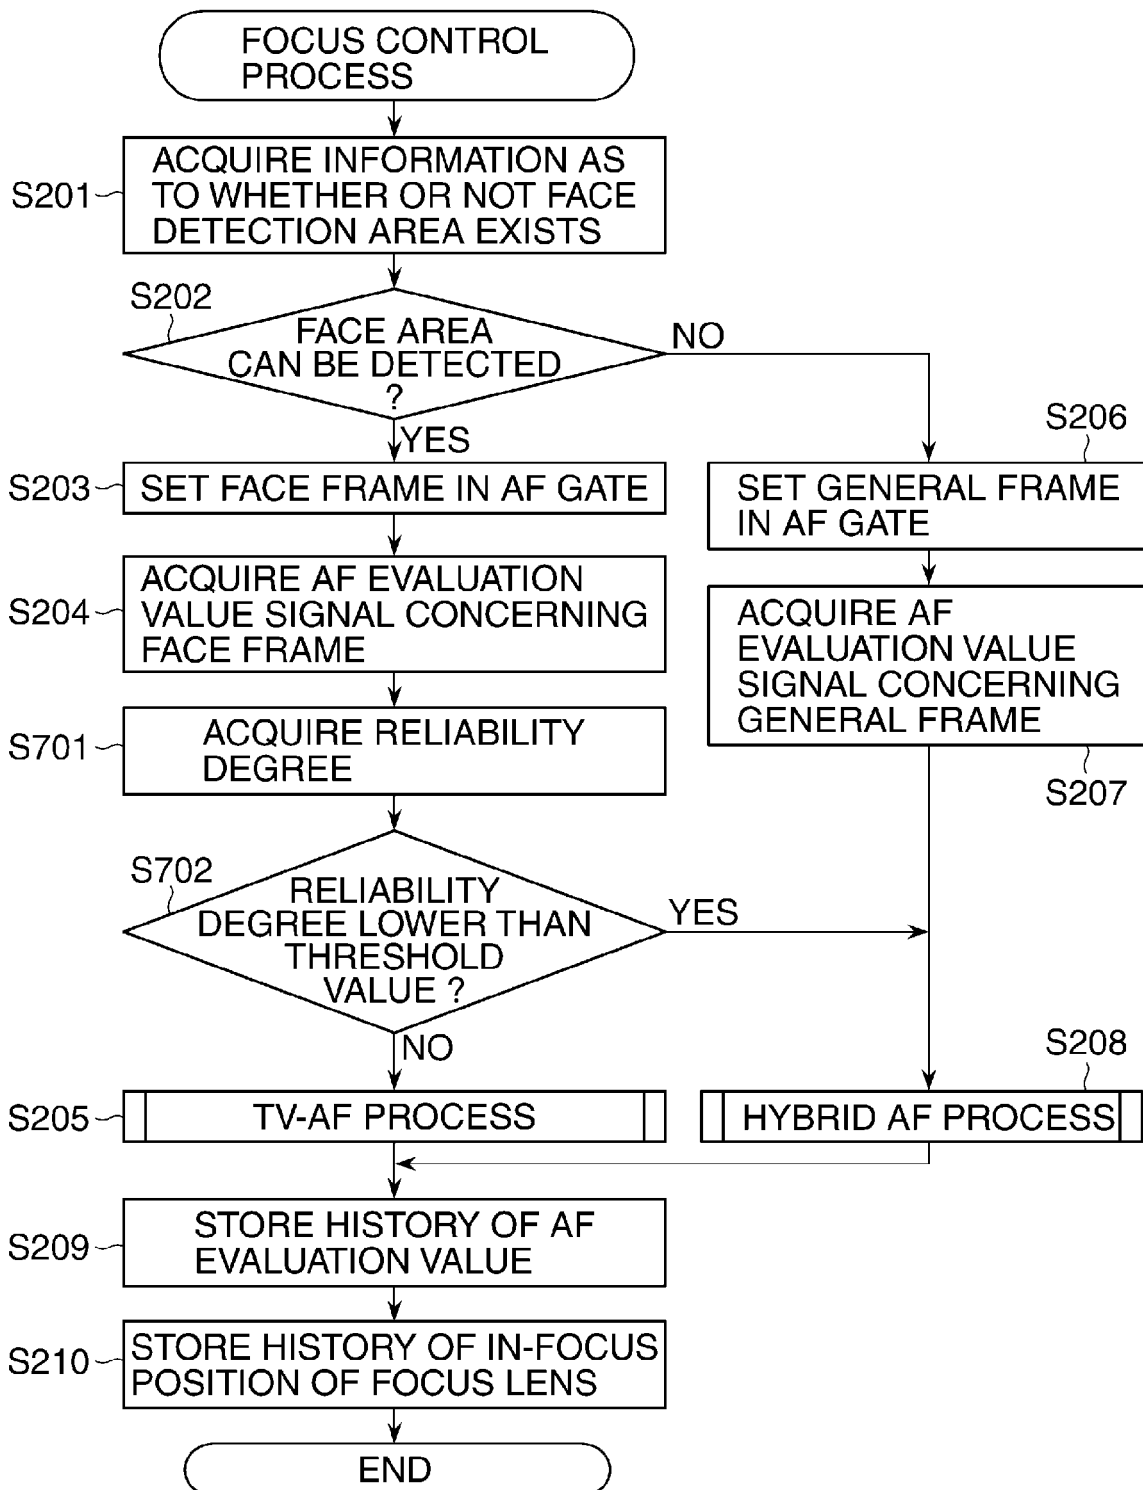 FOCUS CONTROL
PROCESS
S201
ACQUIRE INFORMATION AS
TO WHETHER OR NOT FACE
DETECTION AREA EXISTS
S202
FACE AREA
CAN BE DETECTED
?
NO
YES
S203
SET FACE FRAME IN AF GATE
S206
SET GENERAL FRAME
IN AF GATE
S204
ACQUIRE AF EVALUATION
VALUE SIGNAL CONCERNING
FACE FRAME
ACQUIRE AF
EVALUATION VALUE
SIGNAL CONCERNING
GENERAL FRAME
S207
S701
ACQUIRE RELIABILITY
DEGREE
S702
RELIABILITY
DEGREE LOWER THAN
THRESHOLD
VALUE ?
YES
NO
S205
TV-AF PROCESS
S208
HYBRID AF PROCESS
S209
STORE HISTORY OF AF
EVALUATION VALUE
S210
STORE HISTORY OF IN-FOCUS
POSITION OF FOCUS LENS
END